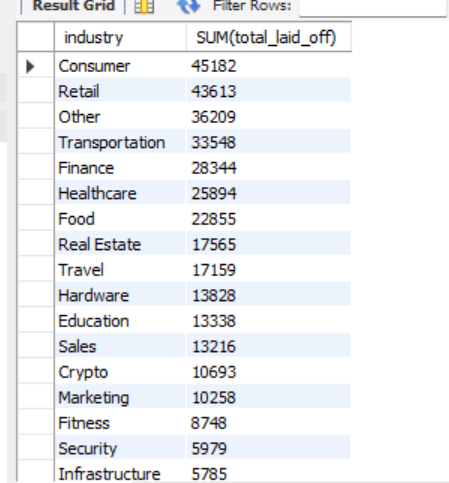 Result Grid Filter Rows:
industry SUM(total_laid_off)
Consumer 45182
Retail 43613
Other 36209
Transportation 33548
Finance 28344
Healthcare 25894
Food 22855
Real Estate 17565
Travel 17159
Hardware 13828
Education 13338
Sales 13216
Crypto 10693
Marketing 10258
Fitness 8748
Security 5979
Infrastructure 5785